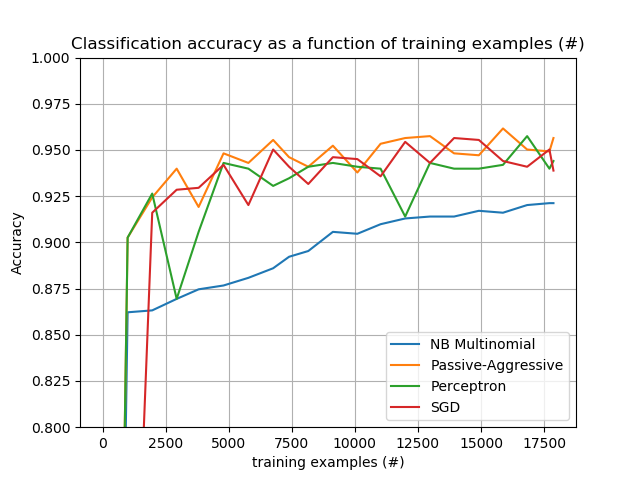 Classification accuracy as a function of training examples (#)
1.000
0.975
0.950
0.925
0.900
0.875
0.850
0.825
0.800
Accuracy
NB Multinomial
Passive-Aggressive
Perceptron
SGD
0 2500 5000 7500 10000 12500 15000 17500
training examples (#)